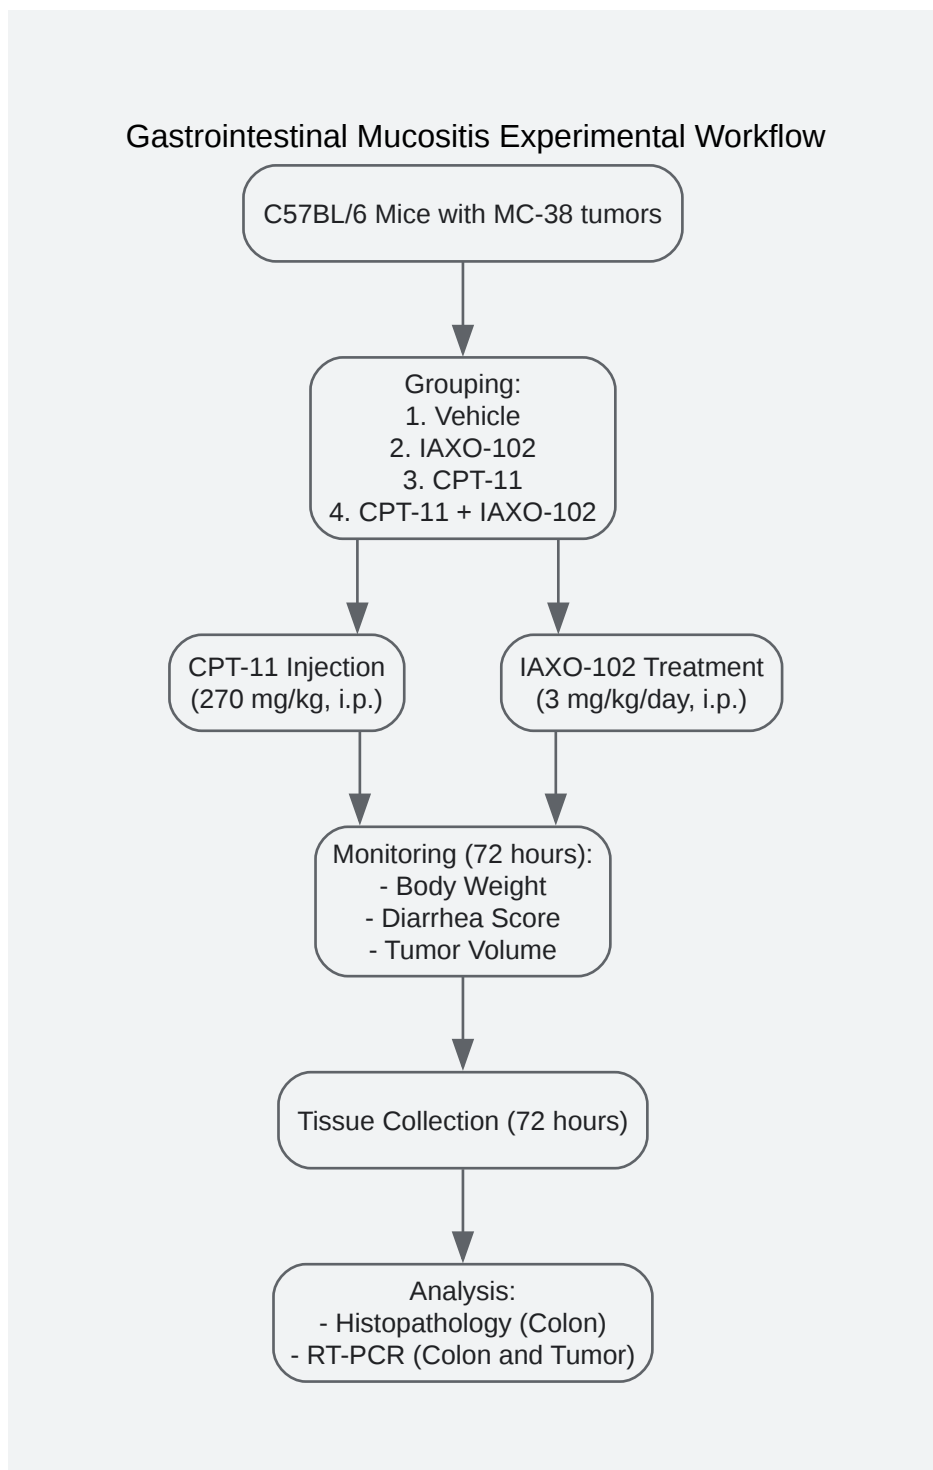 Gastrointestinal Mucositis Experimental Workflow
C57BL/6 Mice with MC-38 tumors
Grouping:
1. Vehicle
2. IAXO-102
3. CPT-11
4. CPT-11 + IAXO-102
CPT-11 Injection
(270 mg/kg, i.p.)
IAXO-102 Treatment
(3 mg/kg/day, i.p.)
Monitoring (72 hours):
- Body Weight
- Diarrhea Score
- Tumor Volume
Tissue Collection (72 hours)
Analysis:
- Histopathology (Colon)
- RT-PCR (Colon and Tumor)